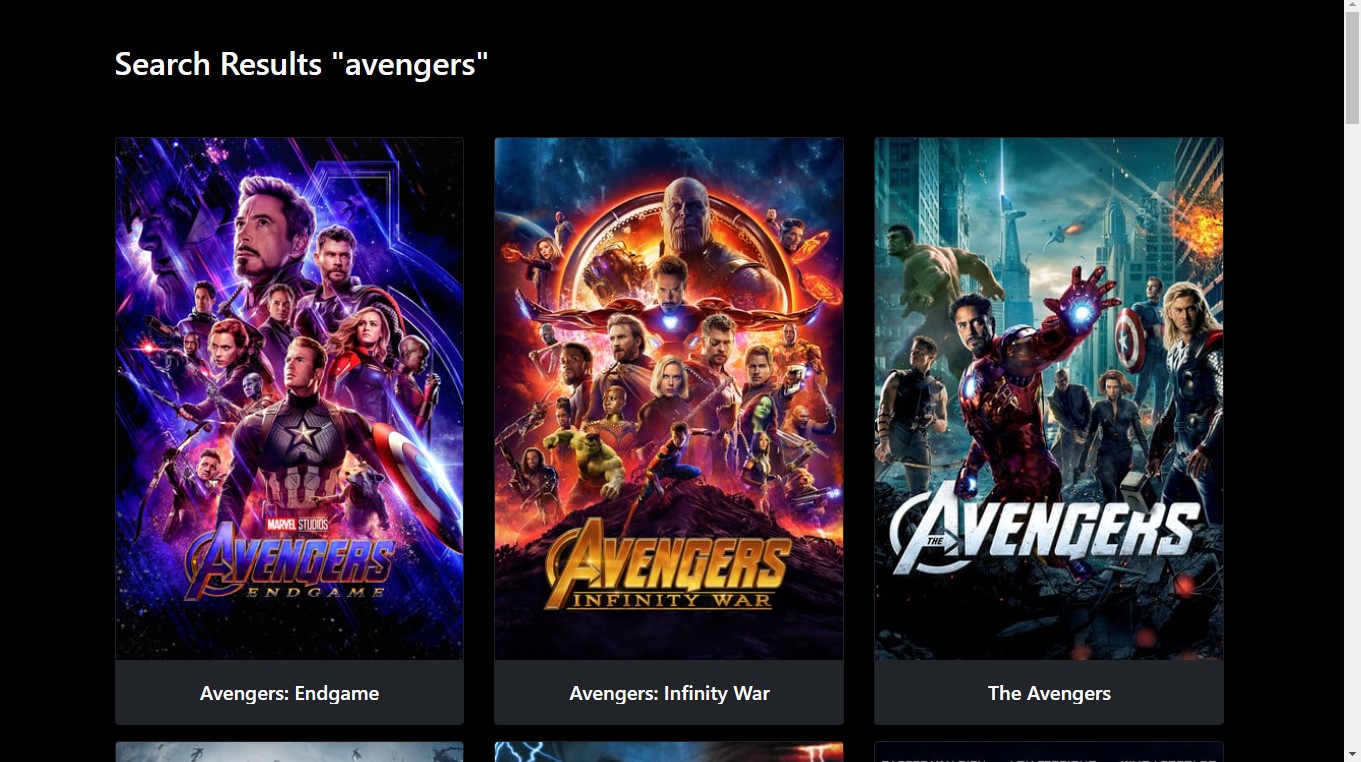 Search Results "avengers"
MARVEL STUDIOS
AVENGERS
ENDGAME
AVENGERS
INFINITY WAR
THE AVENGERS
Avengers: Endgame
Avengers: Infinity War
The Avengers